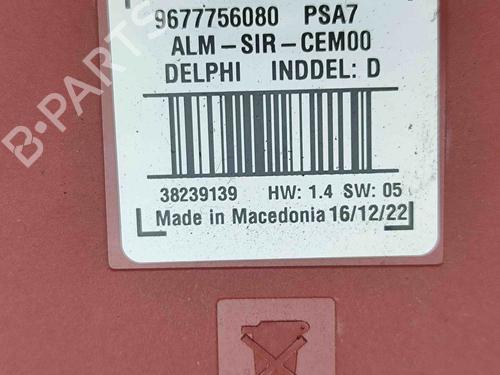 9677756080 PSA7
ALM-SIR-CEM00
DELPHI INDDEL: D
38239139 HW: 1.4 SW: 05
Made in Macedonia 16/12/22
B-PARTS